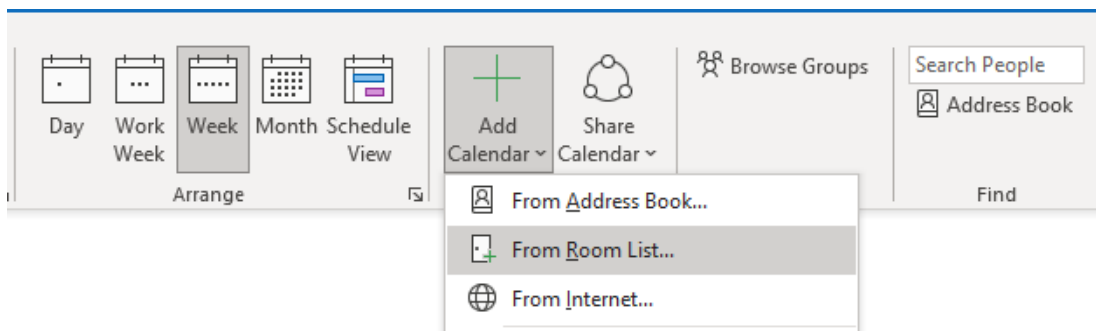 Day
Work
Week
Week
Month
Schedule
View
Arrange
Add
Calendar
Share
Calendar
Browse Groups
Search People
Address Book
Find
From Address Book...
From Room List...
From Internet...